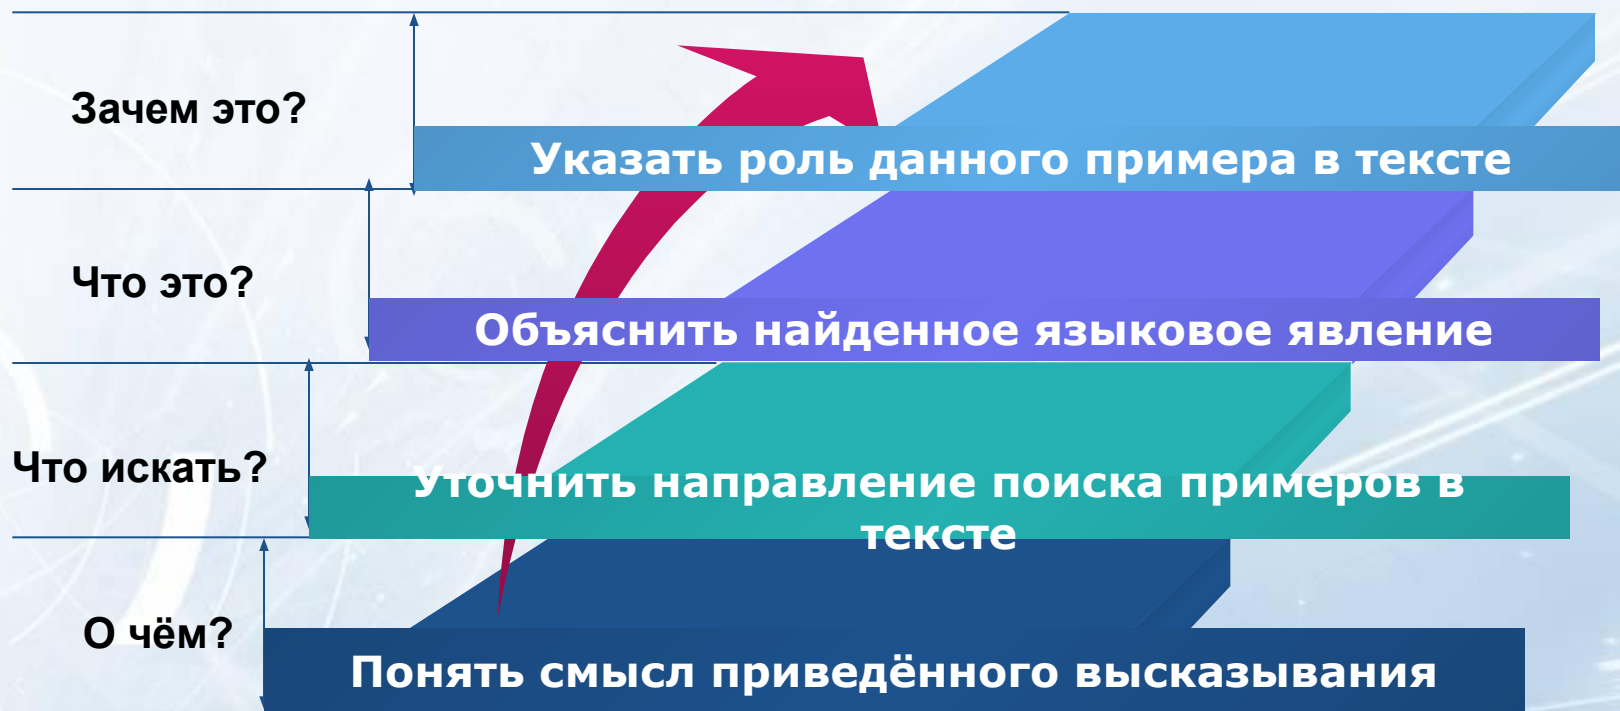 Зачем это?
Указать роль данного примера в тексте
Что это?
Объяснить найденное языковое явление
Что искать?
Уточнить направление поиска примеров в
тексте
О чём?
Понять смысл приведённого высказывания